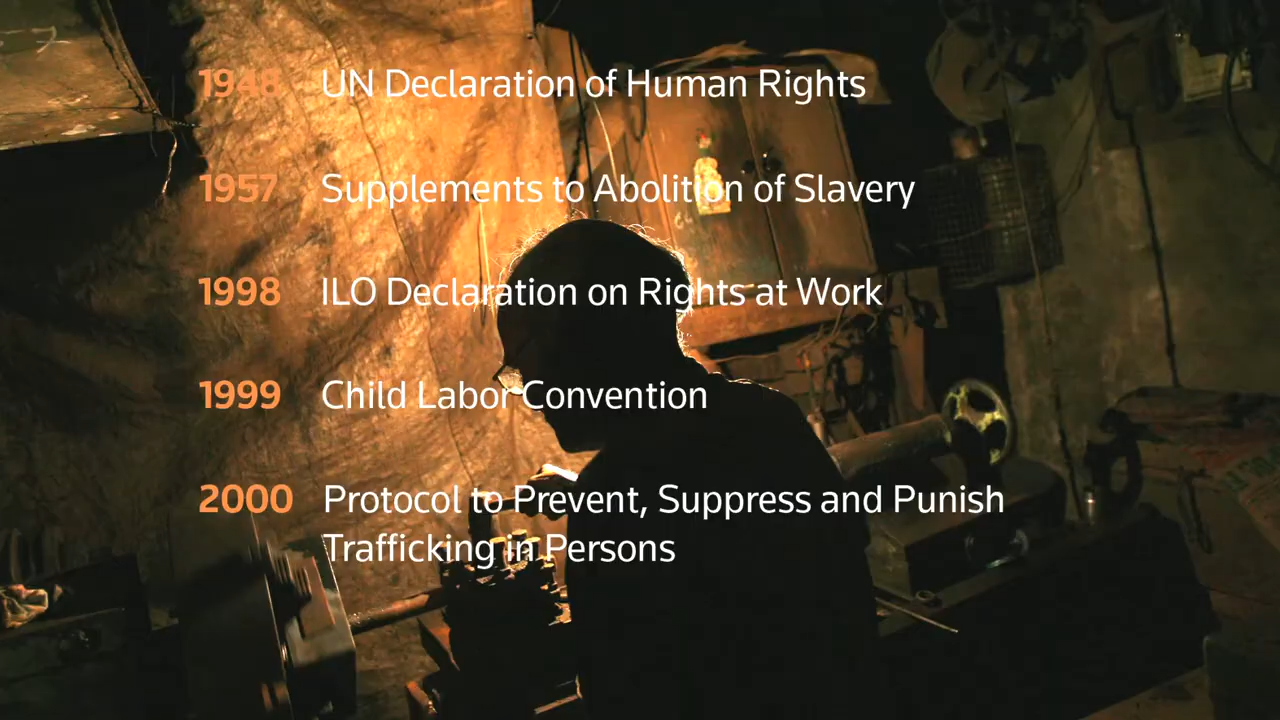 1948 UN Declaration of Human Rights
1957 Supplements to Abolition of Slavery
1998 ILO Declaration on Rights at Work
1999 Child Labor Convention
2000 Protocol to Prevent, Suppress and Punish
Trafficking in Persons